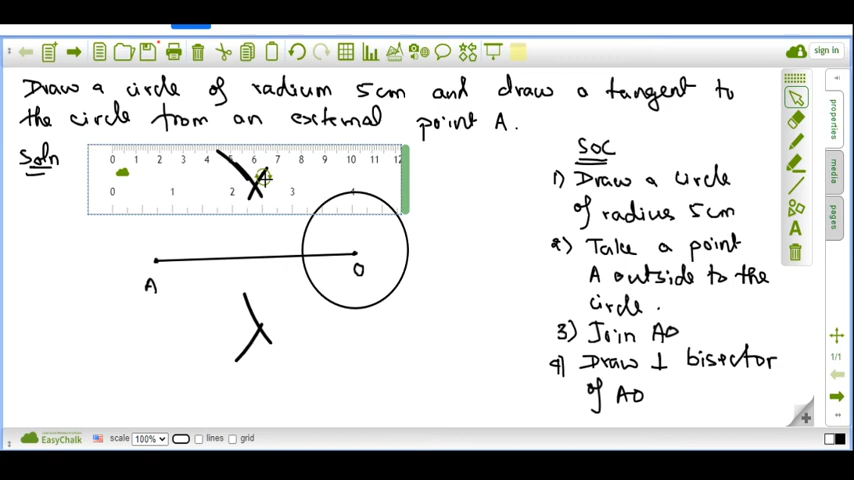 sign in
Draw a circle of radium 5cm and draw a tangent to
the circle from an external point A.
Soln
0 1 2 3 4 5 6 7 8 9 10 11 12
0 1 2 3 4
A
O
SOC
1) Draw a circle
of radius 5cm
2) Take a point
A outside to the
circle.
3) Join AO
4) Draw ⊥ bisector
of AO
properties
media
pages
A
1/1
EasyChalk
scale 100% lines grid